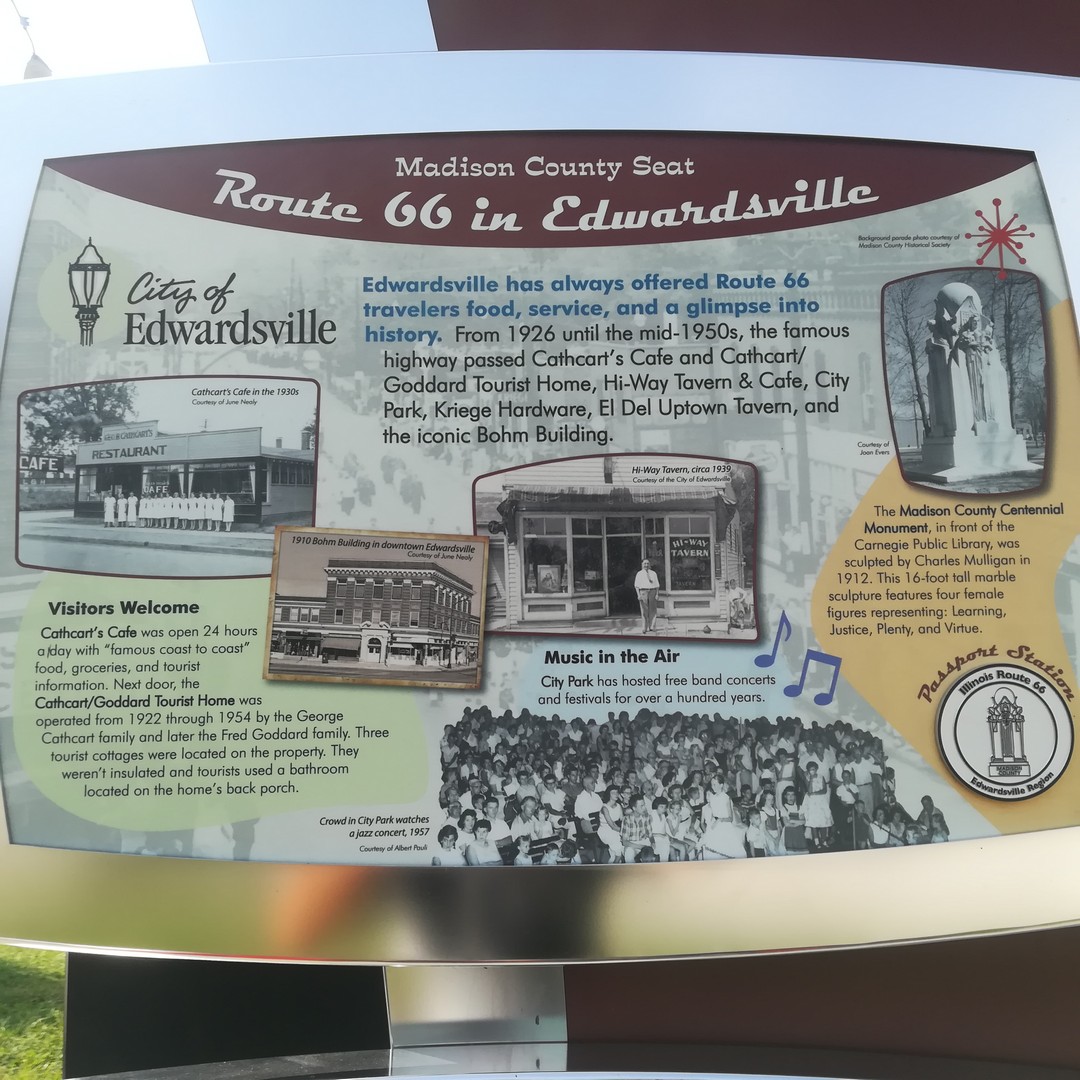 Madison County Seat
Route 66 in Edwardsville
Background parade photo courtesy of
Madison County Historical Society
City of
Edwardsville
Edwardsville has always offered Route 66
travelers food, service, and a glimpse into
history. From 1926 until the mid-1950s, the famous
highway passed Cathcart's Cafe and Cathcart/
Goddard Tourist Home, Hi-Way Tavern & Cafe, City
Park, Kriege Hardware, El Del Uptown Tavern, and
the iconic Bohm Building.
Cathcart's Cafe in the 1930s
Courtesy of June Nealy
RESTAURANT
CAFE
CAFE
1910 Bohm Building in downtown Edwardsville
Courtesy of June Nealy
Hi-Way Tavern, circa 1939
Courtesy of the City of Edwardsville
HI-WAY
TAVERN
Courtesy of
Joan Evers
The Madison County Centennial
Monument, in front of the
Carnegie Public Library, was
sculpted by Charles Mulligan in
1912. This 16-foot tall marble
sculpture features four female
figures representing: Learning,
Justice, Plenty, and Virtue.
Visitors Welcome
Cathcart's Cafe was open 24 hours
a day with "famous coast to coast"
food, groceries, and tourist
information. Next door, the
Cathcart/Goddard Tourist Home was
operated from 1922 through 1954 by the George
Cathcart family and later the Fred Goddard family. Three
tourist cottages were located on the property. They
weren't insulated and tourists used a bathroom
located on the home's back porch.
Music in the Air
City Park has hosted free band concerts
and festivals for over a hundred years.
Crowd in City Park watches
a jazz concert, 1957
Courtesy of Albert Pauli
Passport Station
Illinois Route 66
MADISON
COUNTY
Edwardsville Region